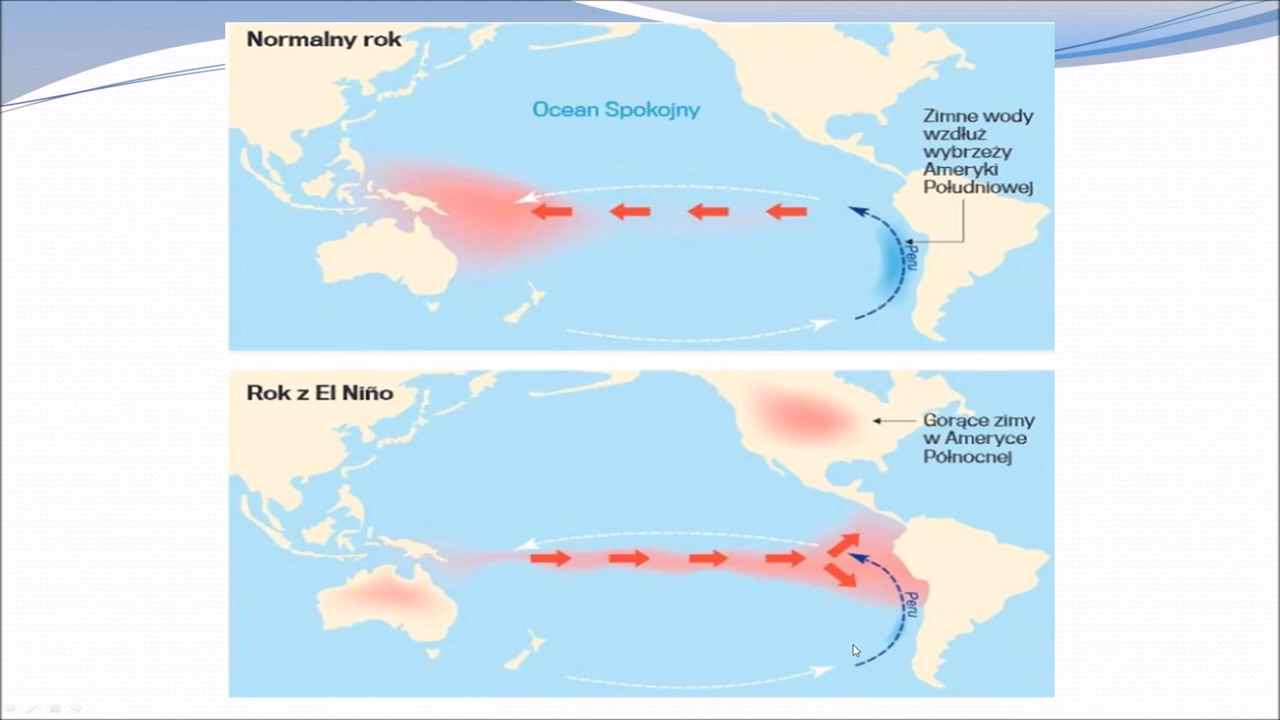 Normalny rok
Ocean Spokojny
Zimne wody
wzdłuż
wybrzeży
Ameryki
Południowej
Peru
Rok z El Niño
Gorące zimy
w Ameryce
Północnej
Peru